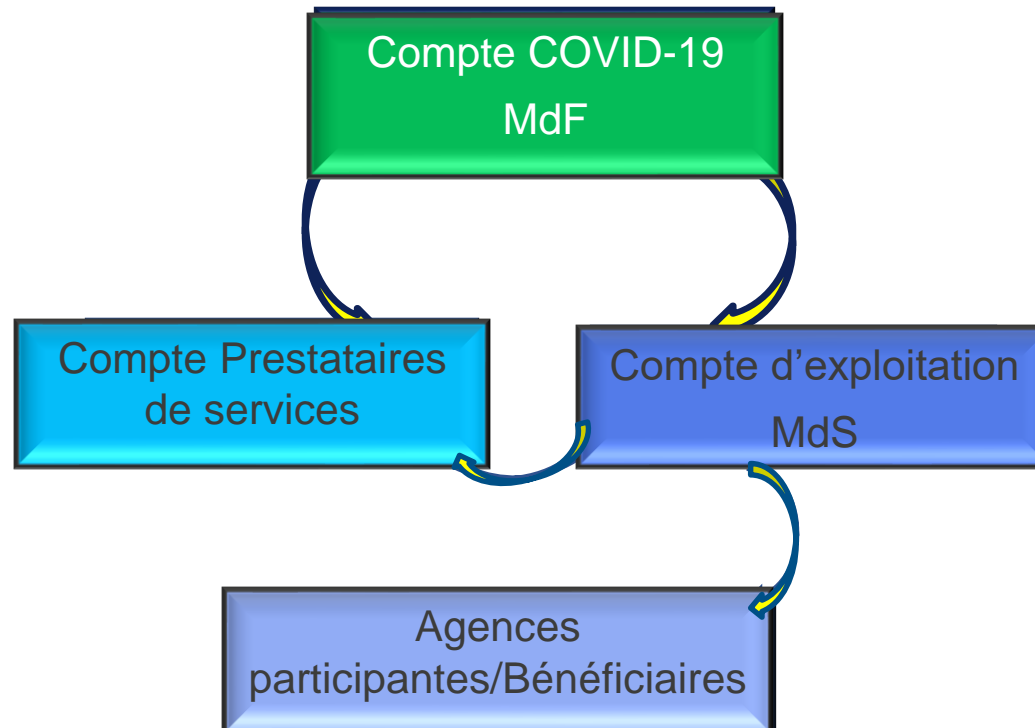 Compte COVID-19
MdF
Compte Prestataires
de services
Compte d’exploitation
MdS
Agences
participantes/Bénéficiaires